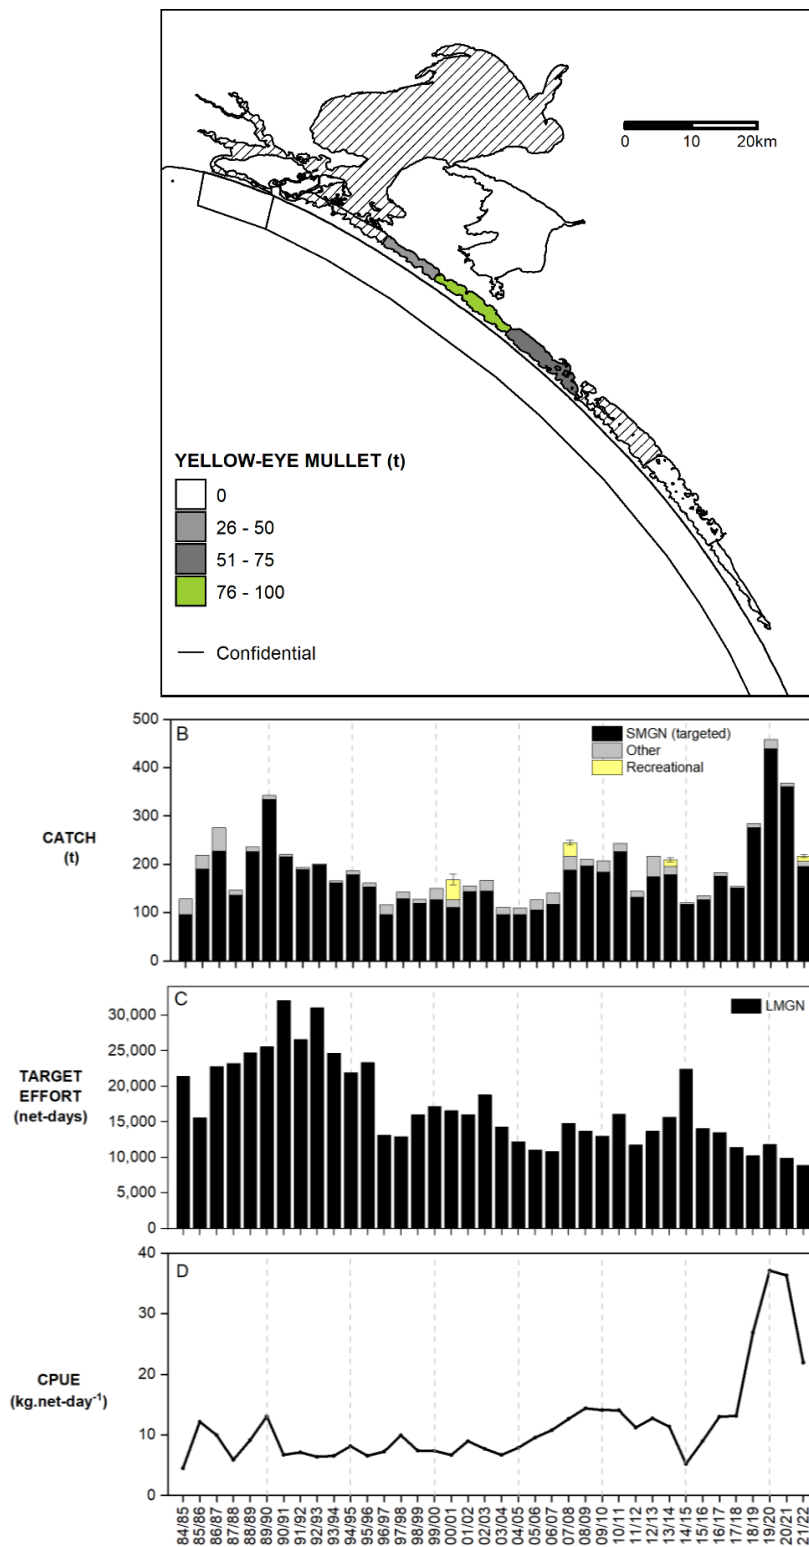 0 10 20km
YELLOW-EYE MULLET (t)
0
26 - 50
51 - 75
76 - 100
Confidential
B
SMGN (targeted)
Other
Recreational
500
400
300
200
100
0
CATCH
(t)
C
LMGN
30,000
25,000
20,000
15,000
10,000
5,000
0
TARGET
EFFORT
(net-days)
D
40
30
20
10
0
CPUE
(kg.net-day⁻¹)
84/85 85/86 86/87 87/88 88/89 89/90 90/91 91/92 92/93 93/94 94/95 95/96 96/97 97/98 98/99 99/00 00/01 01/02 02/03 03/04 04/05 05/06 06/07 07/08 08/09 09/10 10/11 11/12 12/13 13/14 14/15 15/16 16/17 17/18 18/19 19/20 20/21 21/22